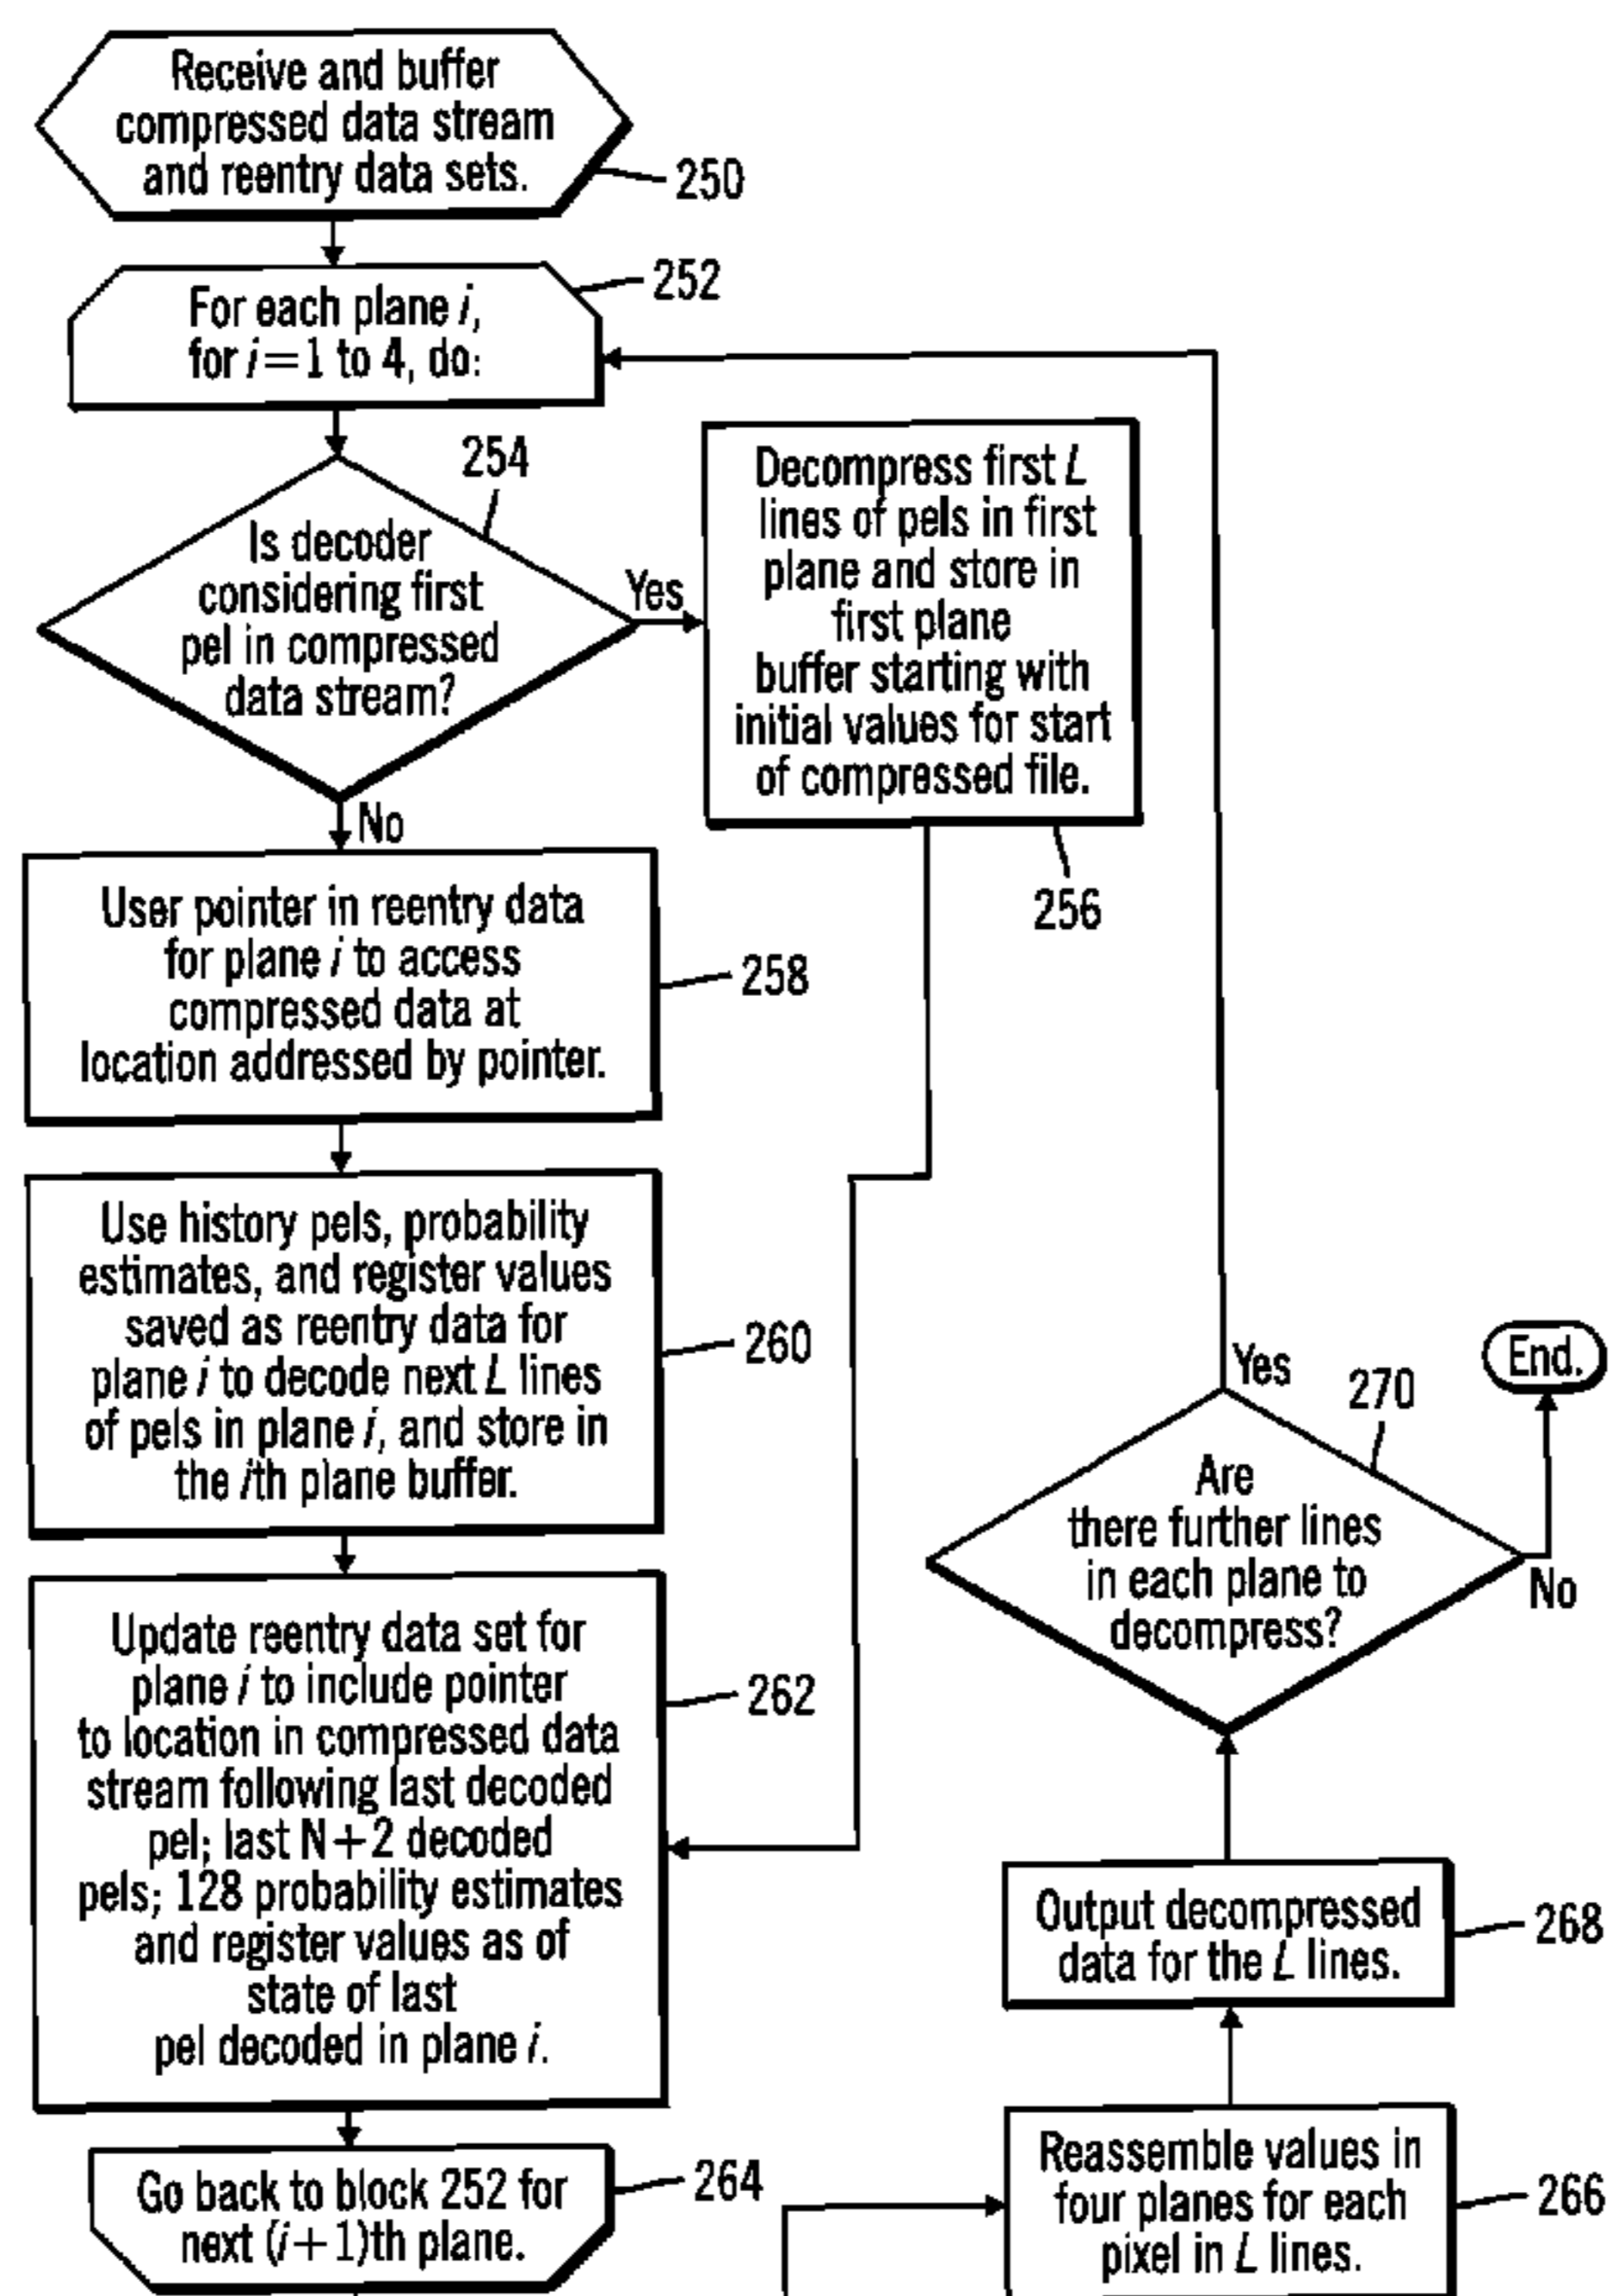 Receive and buffer
compressed data stream
and reentry data sets.
250
For each plane i,
for i=1 to 4, do:
252
254
Is decoder
considering first
pel in compressed
data stream?
Yes
No
Decompress first L
lines of pels in first
plane and store in
first plane
buffer starting with
initial values for start
of compressed file.
256
User pointer in reentry data
for plane i to access
compressed data at
location addressed by pointer.
258
Use history pels, probability
estimates, and register values
saved as reentry data for
plane i to decode next L lines
of pels in plane i, and store in
the ith plane buffer.
260
Update reentry data set for
plane i to include pointer
to location in compressed data
stream following last decoded
pel; last N+2 decoded
pels; 128 probability estimates
and register values as of
state of last
pel decoded in plane i.
262
Go back to block 252 for
next (i+1)th plane.
264
Reassemble values in
four planes for each
pixel in L lines.
266
Output decompressed
data for the L lines.
268
Are
there further lines
in each plane to
decompress?
270
Yes
No
End.